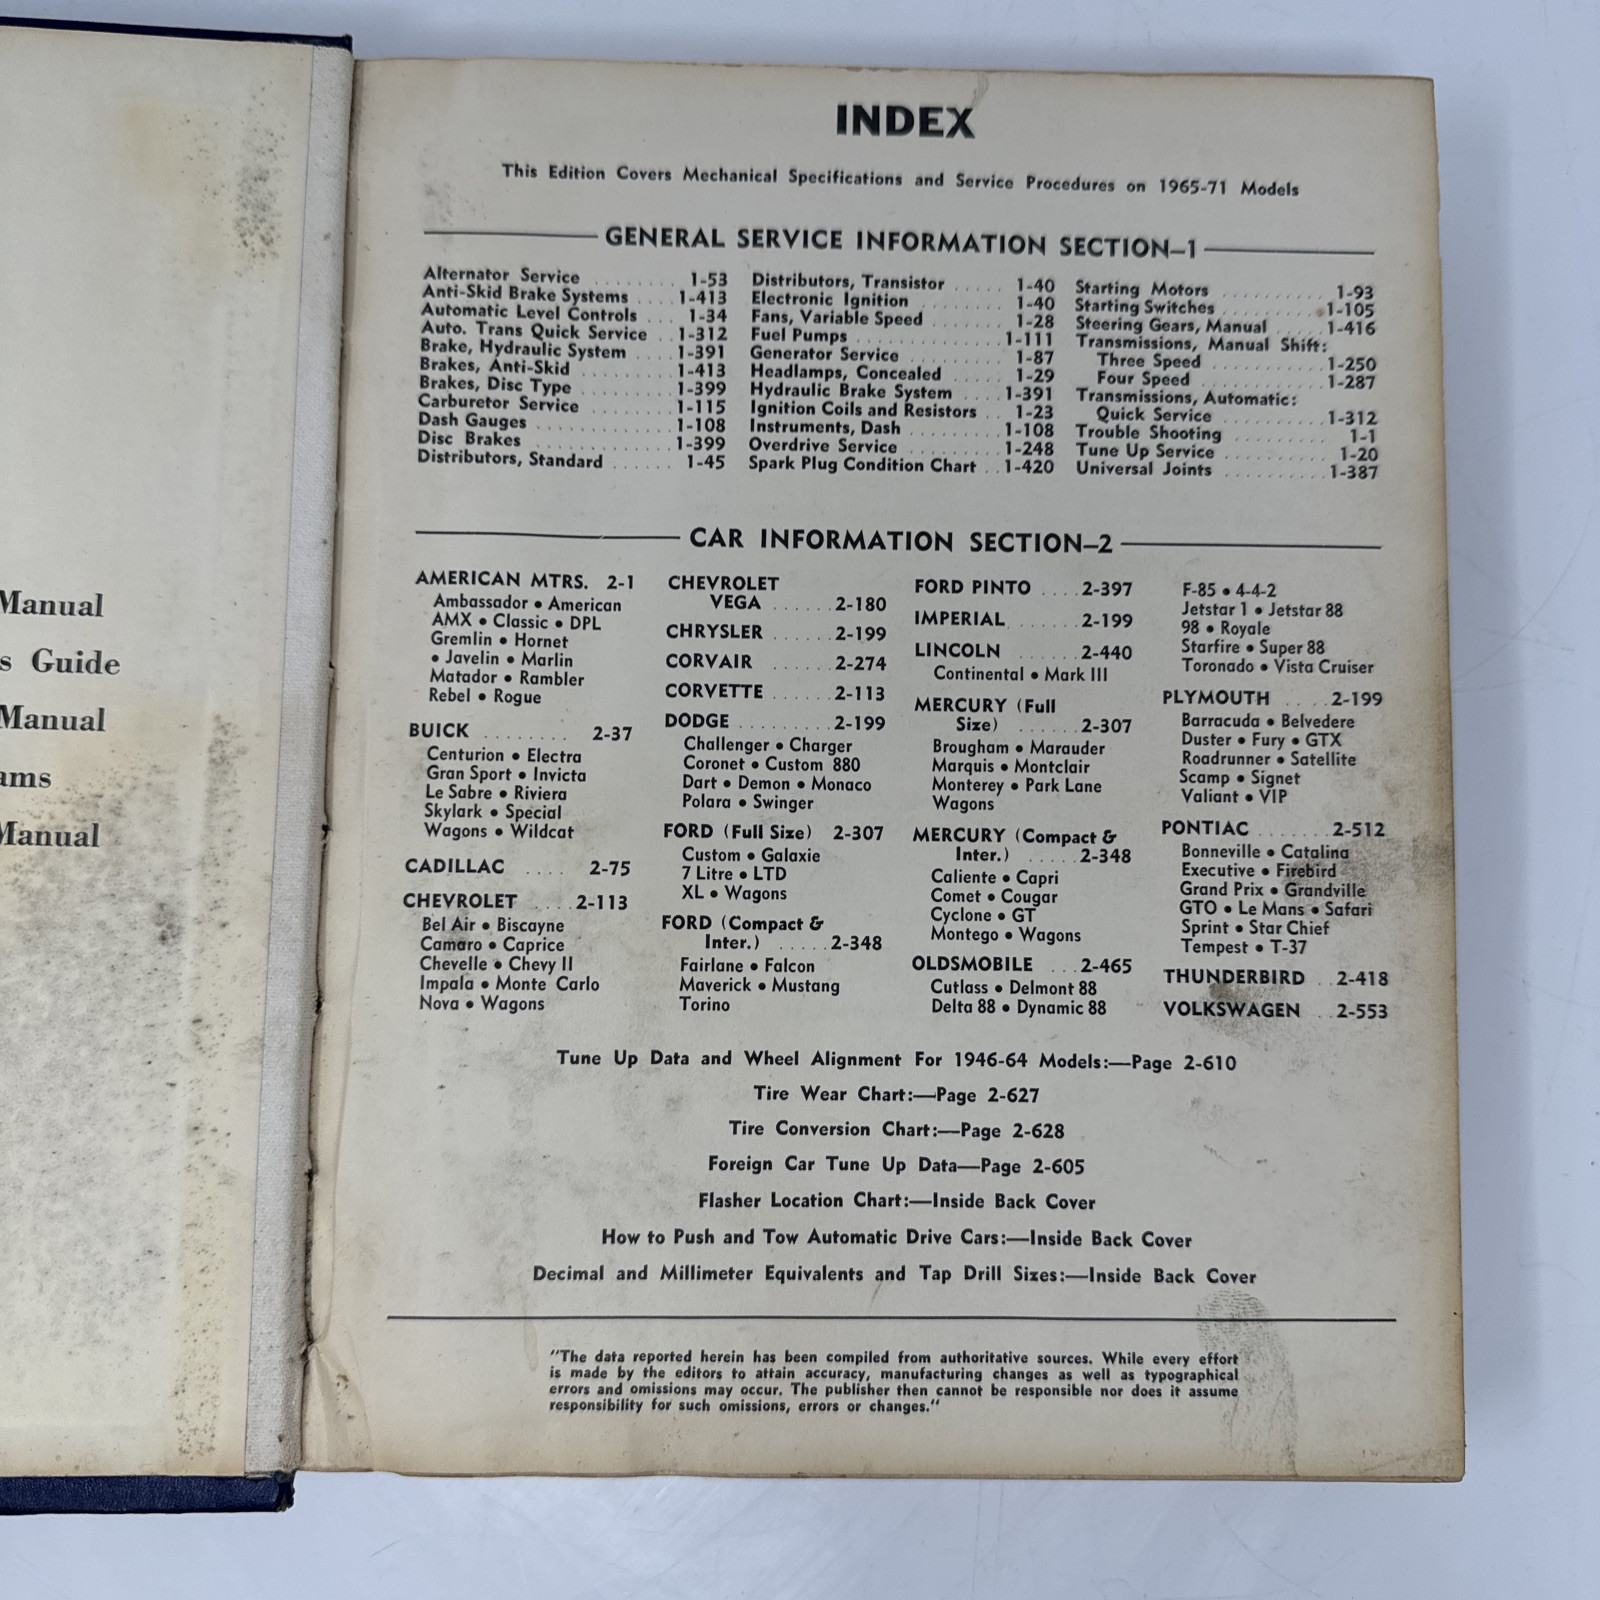 Manual
s Guide
Manual
ams
Manual
INDEX
This Edition Covers Mechanical Specifications and Service Procedures on 1965-71 Models
GENERAL SERVICE INFORMATION SECTION—1
Alternator Service ........ 1-53
Anti-Skid Brake Systems .... 1-413
Automatic Level Controls ... 1-34
Auto. Trans Quick Service .. 1-312
Brake, Hydraulic System .... 1-391
Brakes, Anti-Skid ........ 1-413
Brakes, Disc Type ........ 1-399
Carburetor Service ....... 1-115
Dash Gauges ............ 1-108
Disc Brakes ............ 1-399
Distributors, Standard ...... 1-45
Distributors, Transistor ..... 1-40
Electronic Ignition ........ 1-40
Fans, Variable Speed ....... 1-28
Fuel Pumps ............. 1-111
Generator Service ......... 1-87
Headlamps, Concealed ...... 1-29
Hydraulic Brake System .... 1-391
Ignition Coils and Resistors .. 1-23
Instruments, Dash ........ 1-108
Overdrive Service ........ 1-248
Spark Plug Condition Chart .. 1-420
Starting Motors .......... 1-93
Starting Switches ......... 1-105
Steering Gears, Manual ..... 1-416
Transmissions, Manual Shift:
Three Speed ........... 1-250
Four Speed ........... 1-287
Transmissions, Automatic:
Quick Service .......... 1-312
Trouble Shooting ......... 1-1
Tune Up Service .......... 1-20
Universal Joints .......... 1-387
CAR INFORMATION SECTION—2
AMERICAN MTRS. 2-1
Ambassador • American
AMX • Classic • DPL
Gremlin • Hornet
• Javelin • Marlin
Matador • Rambler
Rebel • Rogue
BUICK ........ 2-37
Centurion • Electra
Gran Sport • Invicta
Le Sabre • Riviera
Skylark • Special
Wagons • Wildcat
CADILLAC .... 2-75
CHEVROLET .... 2-113
Bel Air • Biscayne
Camaro • Caprice
Chevelle • Chevy II
Impala • Monte Carlo
Nova • Wagons
CHEVROLET
VEGA ...... 2-180
CHRYSLER ...... 2-199
CORVAIR ...... 2-274
CORVETTE ...... 2-113
DODGE ......... 2-199
Challenger • Charger
Coronet • Custom 880
Dart • Demon • Monaco
Polara • Swinger
FORD (Full Size) 2-307
Custom • Galaxie
7 Litre • LTD
XL • Wagons
FORD (Compact &
Inter.) ..... 2-348
Fairlane • Falcon
Maverick • Mustang
Torino
FORD PINTO .... 2-397
IMPERIAL ....... 2-199
LINCOLN ...... 2-440
Continental • Mark III
MERCURY (Full
Size) ...... 2-307
Brougham • Marauder
Marquis • Montclair
Monterey • Park Lane
Wagons
MERCURY (Compact &
Inter.) ..... 2-348
Caliente • Capri
Comet • Cougar
Cyclone • GT
Montego • Wagons
OLDSMOBILE ... 2-465
Cutlass • Delmont 88
Delta 88 • Dynamic 88
F-85 • 4-4-2
Jetstar 1 • Jetstar 88
98 • Royale
Starfire • Super 88
Toronado • Vista Cruiser
PLYMOUTH .... 2-199
Barracuda • Belvedere
Duster • Fury • GTX
Roadrunner • Satellite
Scamp • Signet
Valiant • VIP
PONTIAC ....... 2-512
Bonneville • Catalina
Executive • Firebird
Grand Prix • Grandville
GTO • Le Mans • Safari
Sprint • Star Chief
Tempest • T-37
THUNDERBIRD .. 2-418
VOLKSWAGEN .. 2-553
Tune Up Data and Wheel Alignment For 1946-64 Models:—Page 2-610
Tire Wear Chart:—Page 2-627
Tire Conversion Chart:—Page 2-628
Foreign Car Tune Up Data—Page 2-605
Flasher Location Chart:—Inside Back Cover
How to Push and Tow Automatic Drive Cars:—Inside Back Cover
Decimal and Millimeter Equivalents and Tap Drill Sizes:—Inside Back Cover
"The data reported herein has been compiled from authoritative sources. While every effort
is made by the editors to attain accuracy, manufacturing changes as well as typographical
errors and omissions may occur. The publisher then cannot be responsible nor does it assume
responsibility for such omissions, errors or changes."